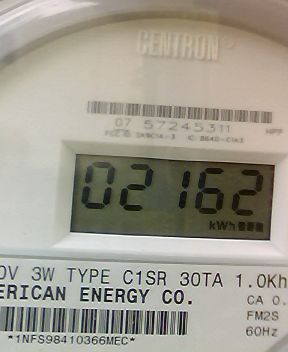 CENTRON®
07 57245311
02162
kWh
0V 3W TYPE C1SR 30TA 1.0Kh
ERICAN ENERGY CO.
CA 0.
FM2S
60Hz
*1NFS98410366MEC*